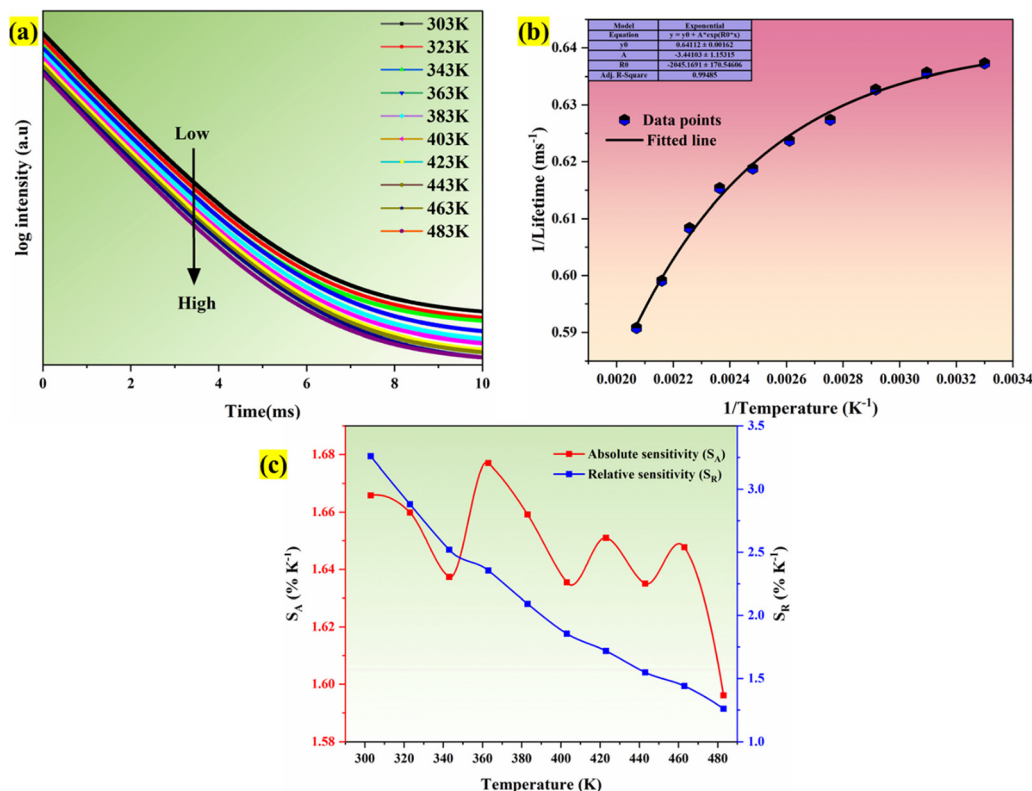 (a)
303K
323K
343K
363K
383K
403K
423K
443K
463K
483K
Low
High
log intensity (a.u)
0 2 4 6 8 10
Time(ms)
(b)
Model Exponential
Equation y = y0 + A*exp(R0*x)
y0 0.64112 ± 0.00162
A -3.44103 ± 1.15315
R0 -2045.1691 ± 170.54606
Adj. R-Square 0.99485
Data points
Fitted line
1/Lifetime (ms-1)
0.64
0.63
0.62
0.61
0.60
0.59
0.0020 0.0022 0.0024 0.0026 0.0028 0.0030 0.0032 0.0034
1/Temperature (K-1)
(c)
Absolute sensitivity (SA)
Relative sensitivity (SR)
SA (% K-1)
1.68
1.66
1.64
1.62
1.60
1.58
SR (% K-1)
3.5
3.0
2.5
2.0
1.5
1.0
300 320 340 360 380 400 420 440 460 480
Temperature (K)